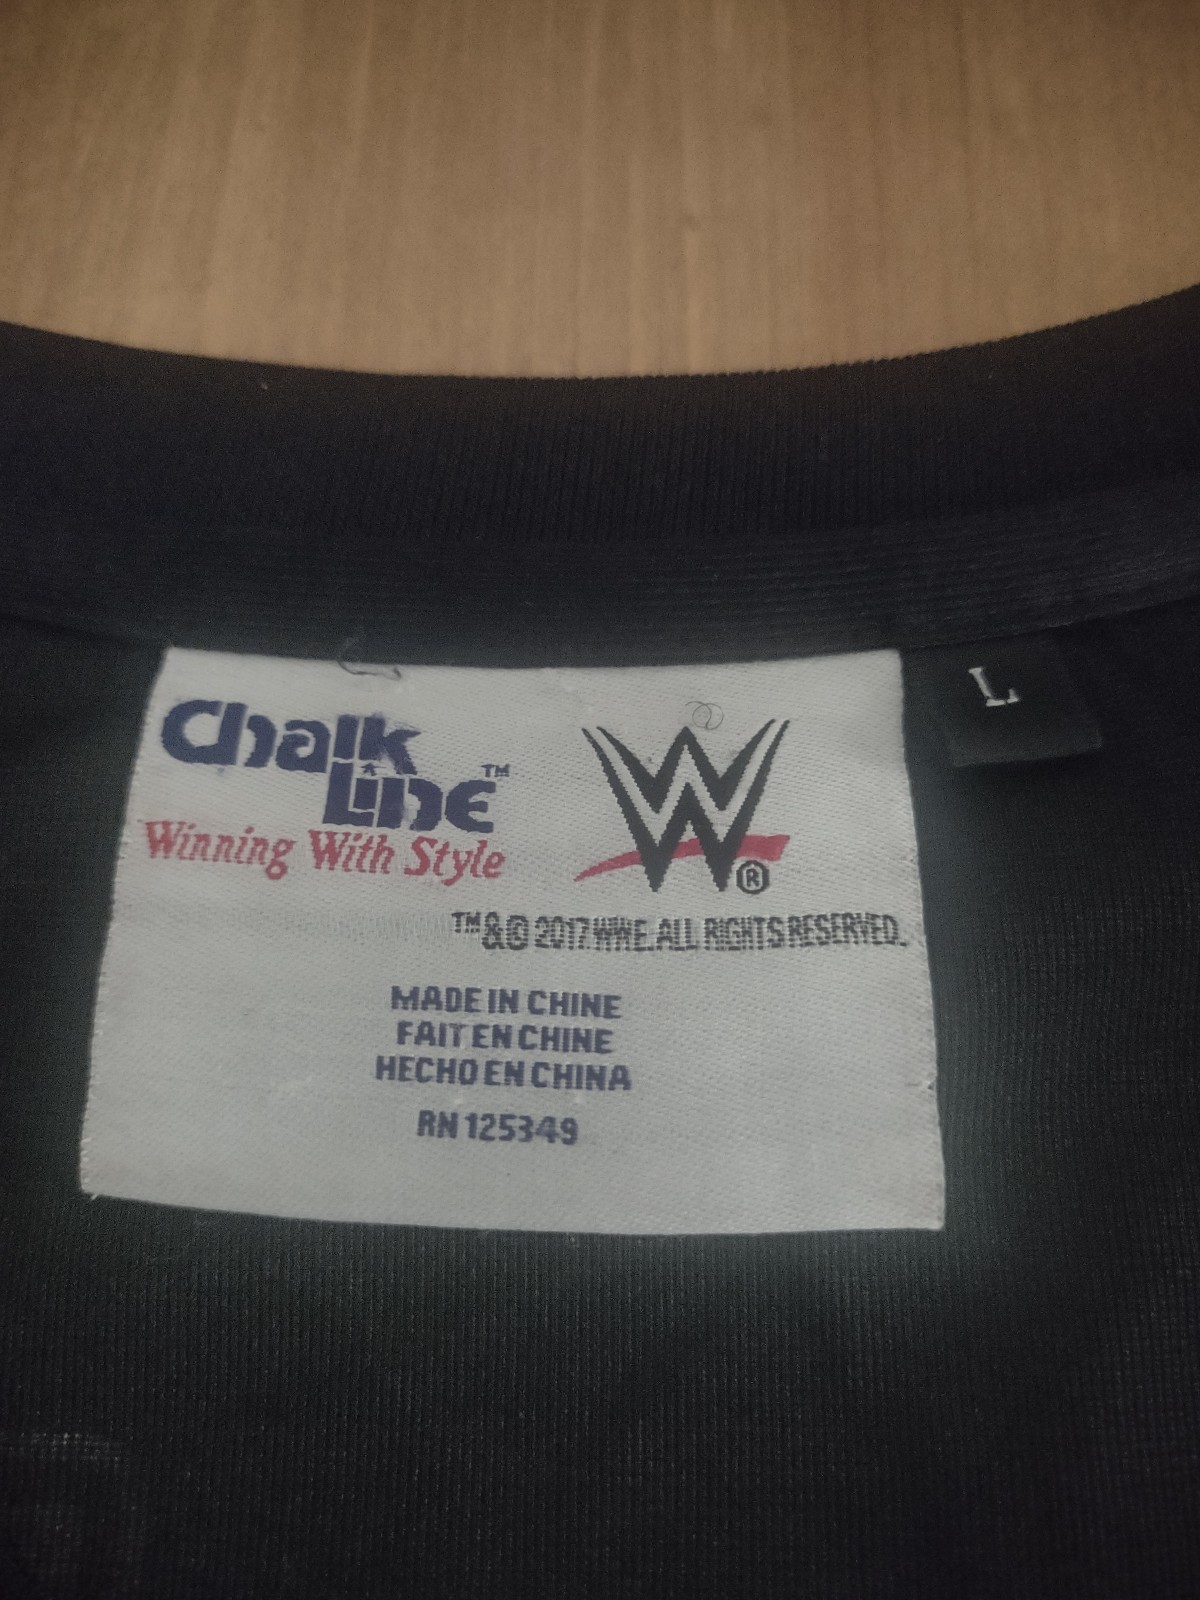 Chalk
Line™
Winning With Style
W®
L
™&© 2017 WWE. ALL RIGHTS RESERVED.
MADE IN CHINE
FAIT EN CHINE
HECHO EN CHINA
RN 125349